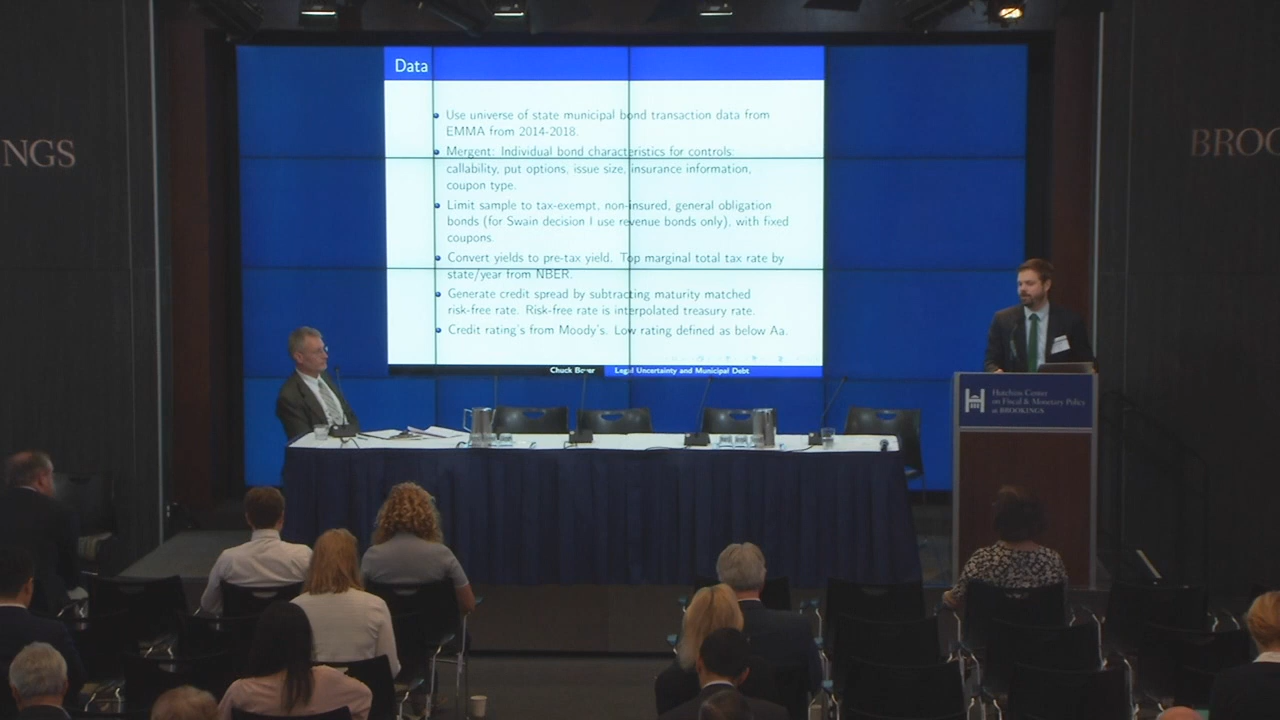 Data
Use universe of state municipal bond transaction data from
EMMA from 2014-2018.
Mergent: Individual bond characteristics for controls:
callability, put options, issue size, insurance information,
coupon type.
Limit sample to tax-exempt, non-insured, general obligation
bonds (for Swain decision I use revenue bonds only), with fixed
coupons.
Convert yields to pre-tax yield. Top marginal total tax rate by
state/year from NBER.
Generate credit spread by subtracting maturity matched
risk-free rate. Risk-free rate is interpolated treasury rate.
Credit rating's from Moody's. Low rating defined as below Aa.
Chuck Boyer Legal Uncertainty and Municipal Debt
INGS
BROO
Hutchins Center
on Fiscal & Monetary Policy
at BROOKINGS